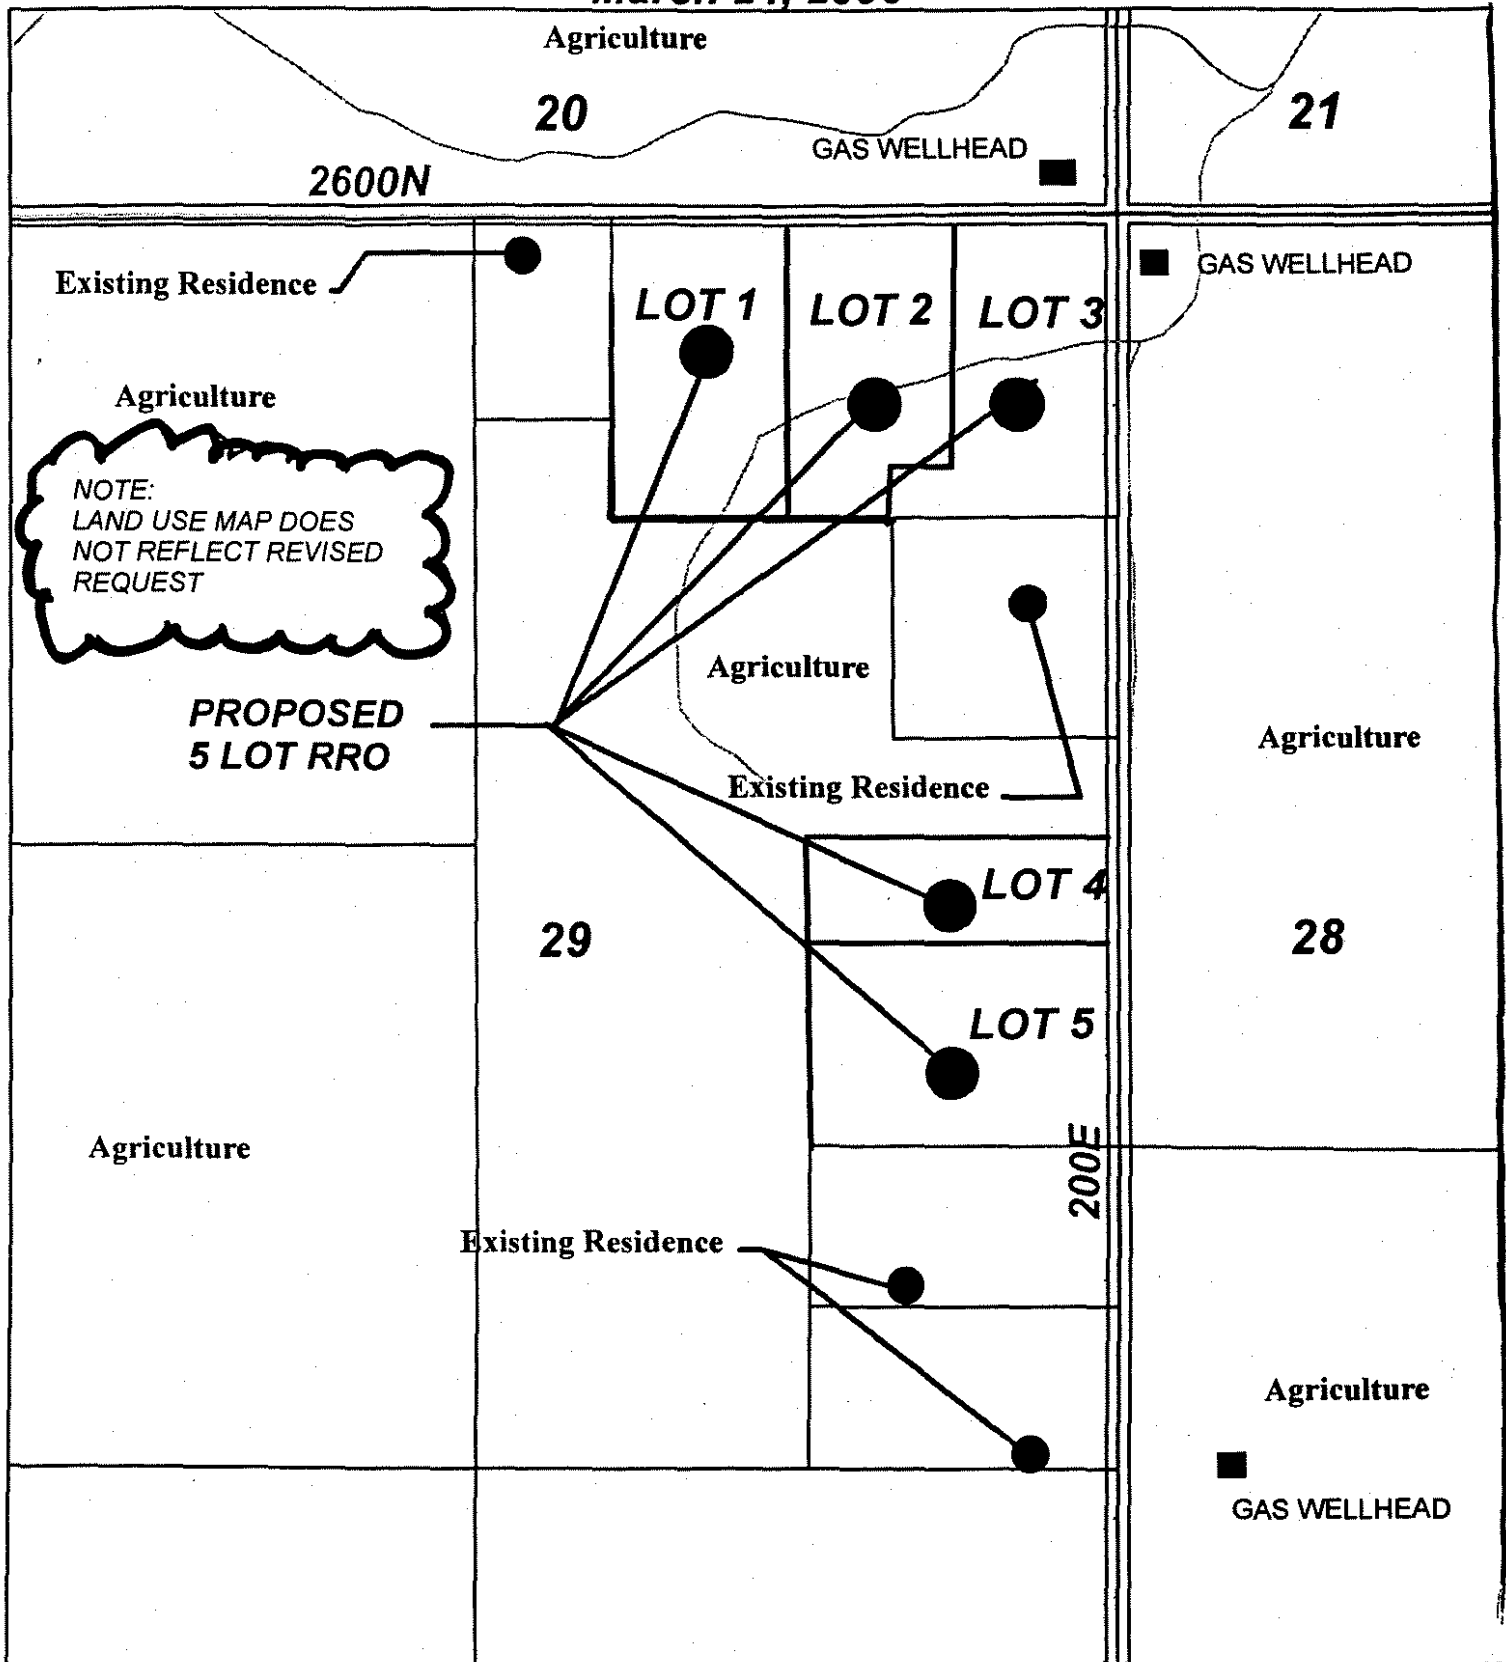 Agriculture
20
21
GAS WELLHEAD
2600N
Existing Residence
GAS WELLHEAD
LOT 1
LOT 2
LOT 3
Agriculture
NOTE:
LAND USE MAP DOES
NOT REFLECT REVISED
REQUEST
Agriculture
PROPOSED
5 LOT RRO
Agriculture
Existing Residence
LOT 4
29
28
LOT 5
Agriculture
200E
Existing Residence
Agriculture
GAS WELLHEAD